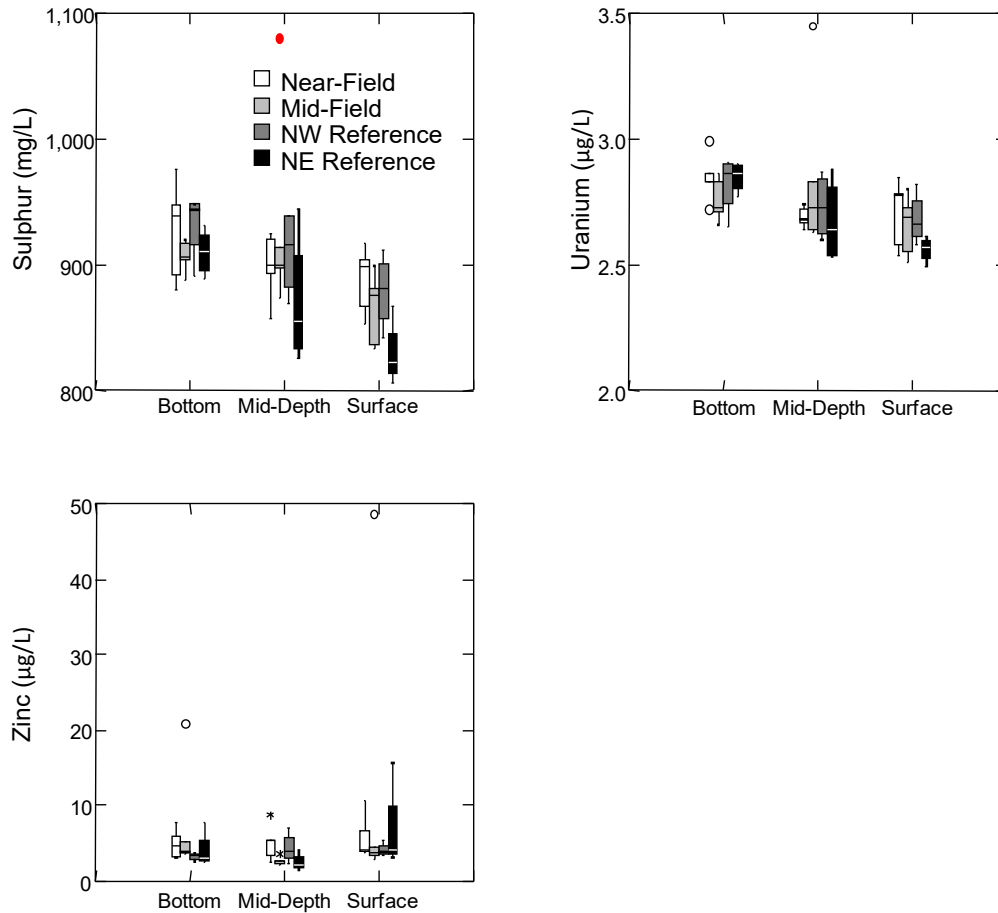 1,100
1,000
900
800
Sulphur (mg/L)
Near-Field
Mid-Field
NW Reference
NE Reference
Bottom Mid-Depth Surface
3.5
3.0
2.5
2.0
Uranium (µg/L)
Bottom Mid-Depth Surface
50
40
30
20
10
0
Zinc (µg/L)
Bottom Mid-Depth Surface